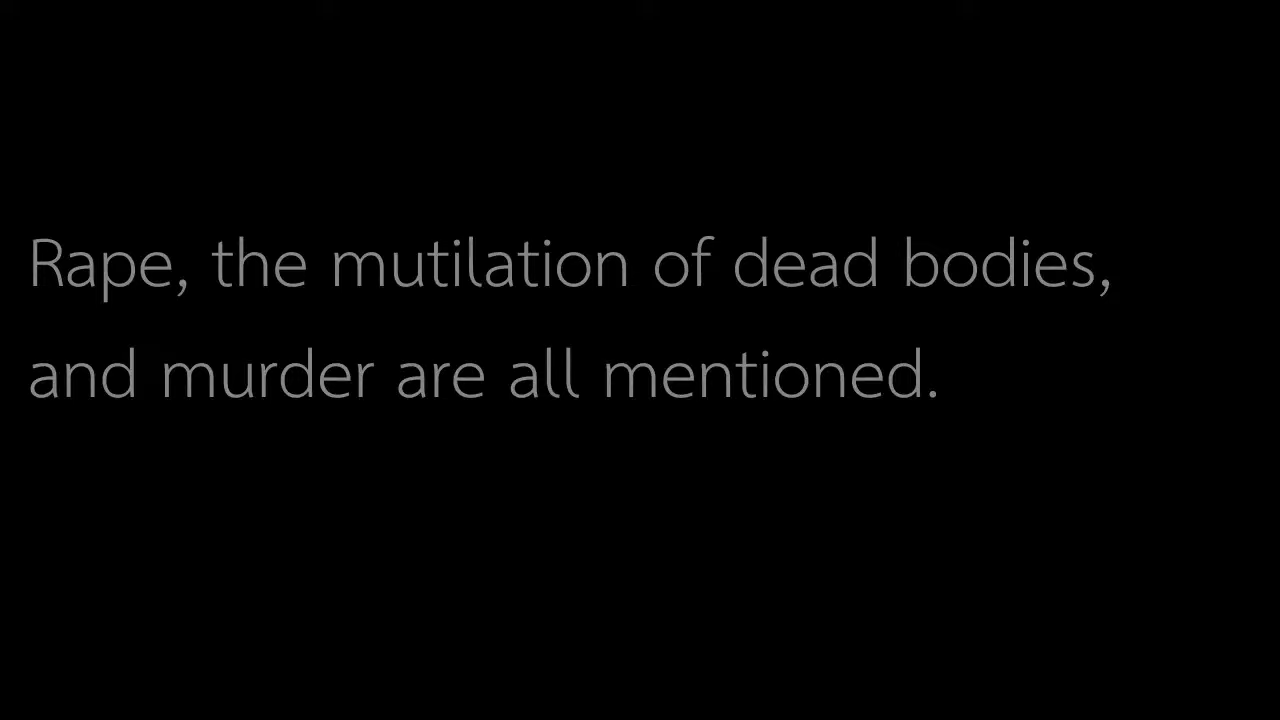 Rape, the mutilation of dead bodies,
and murder are all mentioned.